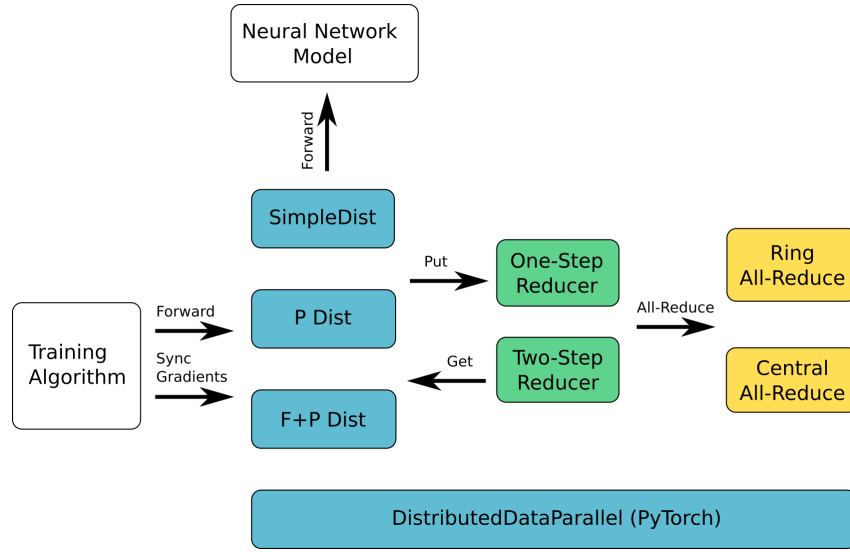 Neural Network
Model
Forward
SimpleDist
Put
One-Step
Reducer
Ring
All-Reduce
Forward
P Dist
All-Reduce
Training
Algorithm
Sync
Gradients
Get
Two-Step
Reducer
Central
All-Reduce
F+P Dist
DistributedDataParallel (PyTorch)